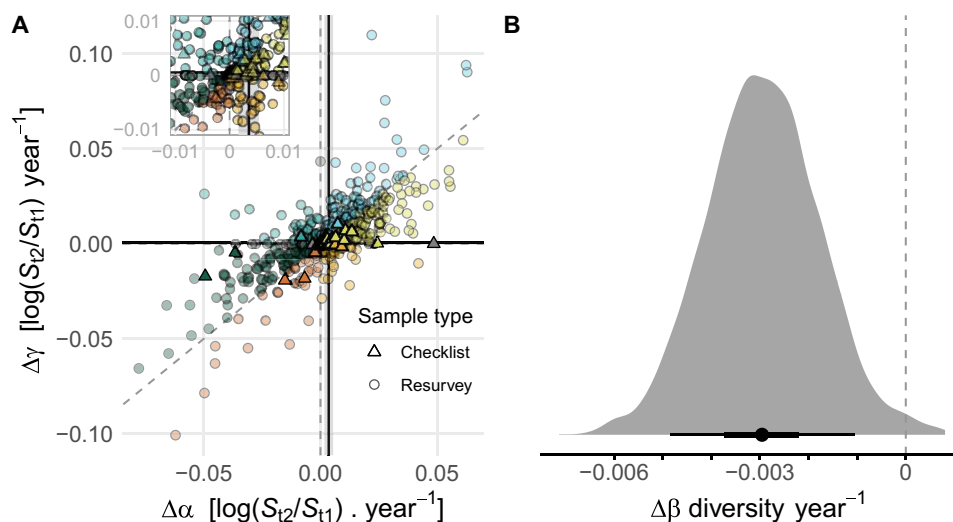 A
B
0.10
0.05
0.00
−0.05
−0.10
Δγ [log(St2/St1) year−1]
0.01
0
−0.01
−0.01
0
0.01
Sample type
Checklist
Resurvey
−0.05
0.00
0.05
Δα [log(St2/St1) . year−1]
−0.006
−0.003
0
Δβ diversity year−1